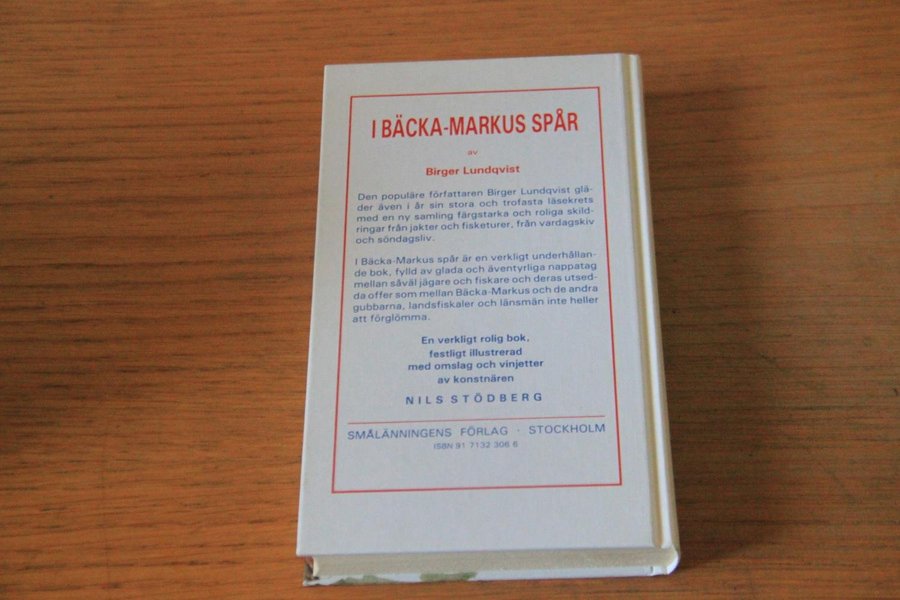 I BÄCKA-MARKUS SPÅR
av
Birger Lundqvist
Den populäre författaren Birger Lundqvist glä-
der även i år sin stora och trofasta läsekrets
med en ny samling färgstarka och roliga skild-
ringar från jakter och fisketurer, från vardagskiv
och söndagsliv.
I Bäcka-Markus spår är en verkligt underhållan-
de bok, fylld av glada och äventyrliga nappatag
mellan såväl jägare och fiskare och deras utsed-
da offer som mellan Bäcka-Markus och de andra
gubbarna, landsfiskaler och länsmän inte heller
att förglömma.
En verkligt rolig bok,
festligt illustrerad
med omslag och vinjetter
av konstnären
NILS STÖDBERG
SMÅLÄNNINGENS FÖRLAG · STOCKHOLM
ISBN 91 7132 306 6